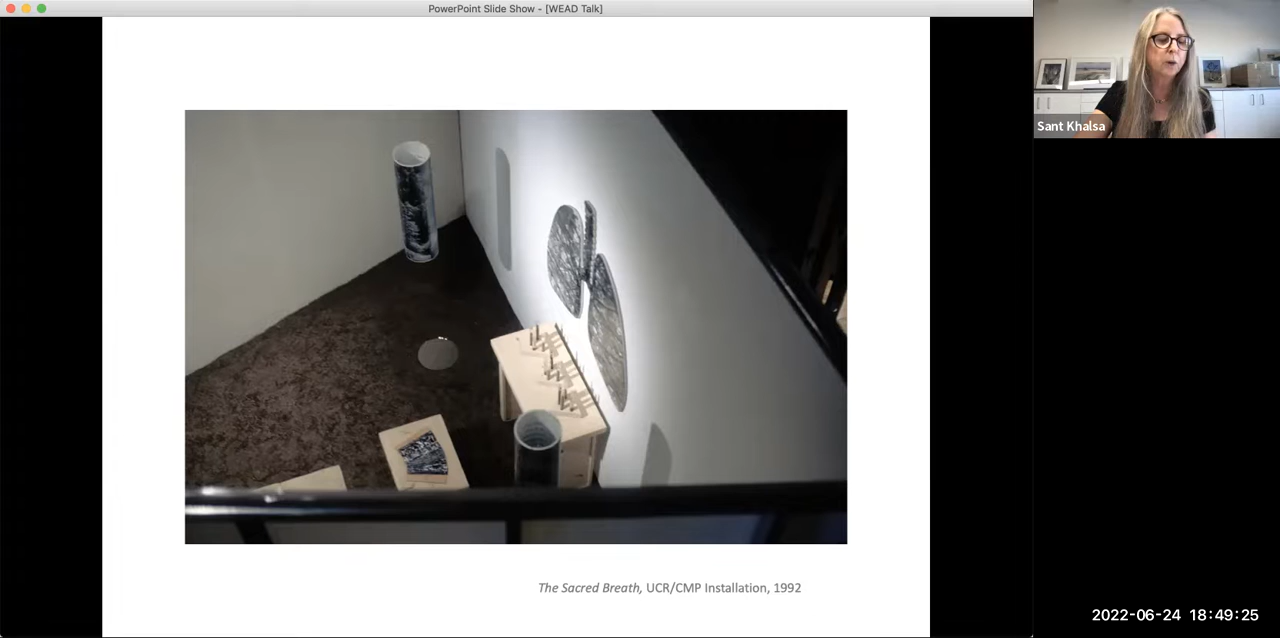 PowerPoint Slide Show - [WEAD Talk]
Sant Khalsa
The Sacred Breath, UCR/CMP Installation, 1992
2022-06-24 18:49:25